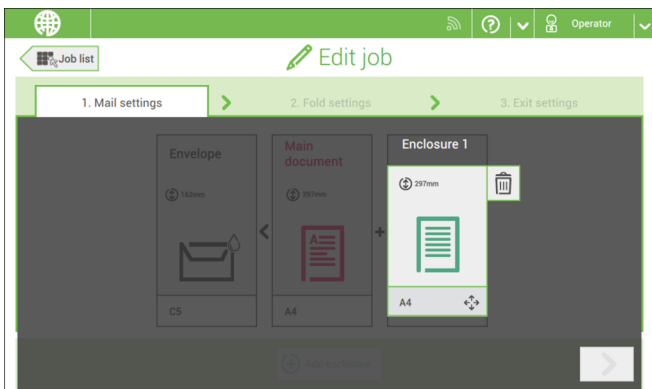 Operator
Job list
Edit job
1. Mail settings
2. Fold settings
3. Exit settings
Envelope
Main
document
Enclosure 1
162mm
297mm
297mm
C5
A4
A4
Add enclosure